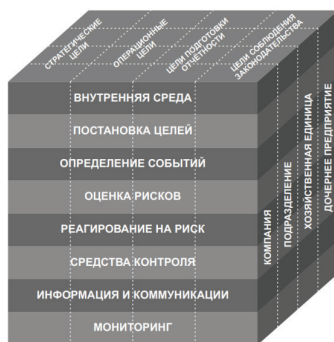 СТРАТЕГИЧЕСКИЕ
ЦЕЛИ
ОПЕРАЦИОННЫЕ
ЦЕЛИ
ЦЕЛИ ПОДГОТОВКИ
ОТЧЕТНОСТИ
ЦЕЛИ СОБЛЮДЕНИЯ
ЗАКОНОДАТЕЛЬСТВА
ВНУТРЕННЯЯ СРЕДА
ПОСТАНОВКА ЦЕЛЕЙ
ОПРЕДЕЛЕНИЕ СОБЫТИЙ
ОЦЕНКА РИСКОВ
РЕАГИРОВАНИЕ НА РИСК
СРЕДСТВА КОНТРОЛЯ
ИНФОРМАЦИЯ И КОММУНИКАЦИИ
МОНИТОРИНГ
КОМПАНИЯ
ПОДРАЗДЕЛЕНИЕ
ХОЗЯЙСТВЕННАЯ ЕДИНИЦА
ДОЧЕРНЕЕ ПРЕДПРИЯТИЕ